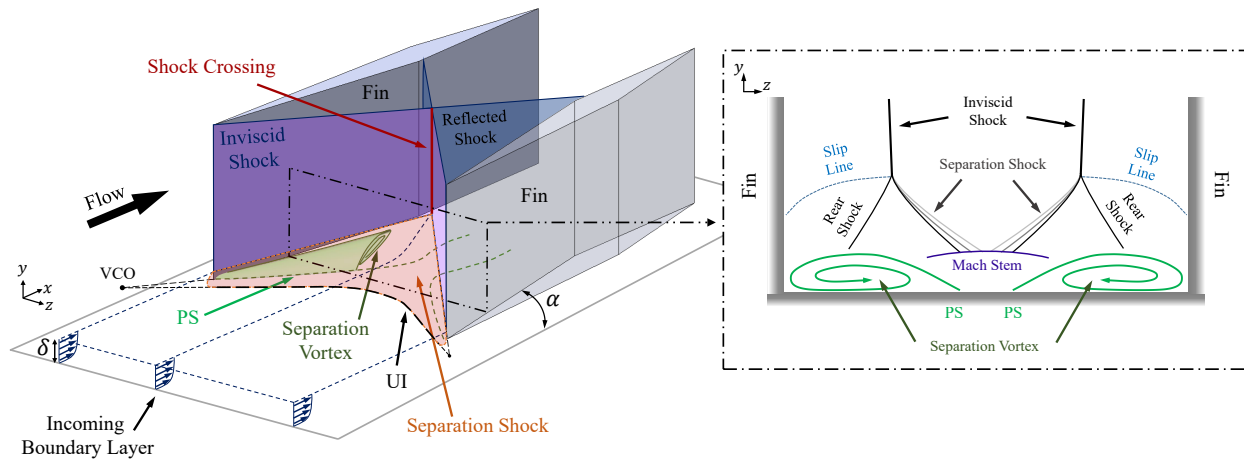 Shock Crossing
Fin
Inviscid
Shock
Reflected
Shock
Fin
Flow
y
x
z
VCO
PS
Separation
Vortex
UI
α
δ
Incoming
Boundary Layer
Separation Shock
y
z
Inviscid
Shock
Slip
Line
Separation Shock
Slip
Line
Fin
Fin
Rear
Shock
Rear
Shock
Mach Stem
PS
PS
Separation Vortex